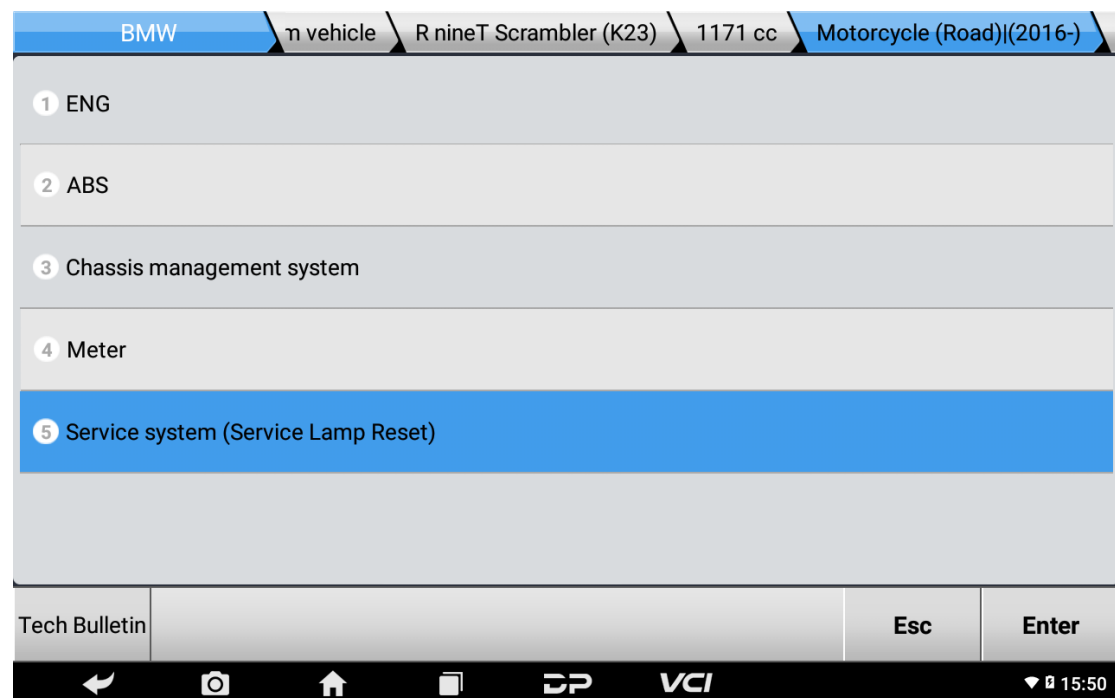 BMW m vehicle R nineT Scrambler (K23) 1171 cc Motorcycle (Road)|(2016-)
1 ENG
2 ABS
3 Chassis management system
4 Meter
5 Service system (Service Lamp Reset)
Tech Bulletin Esc Enter
DP VCI 15:50